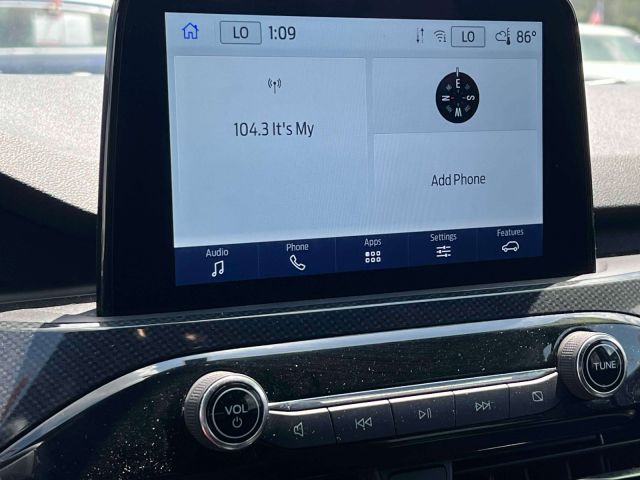 LO 1:09 LO 86°
104.3 It's My
E
N S
W
Add Phone
Audio Phone Apps Settings Features
VOL
TUNE